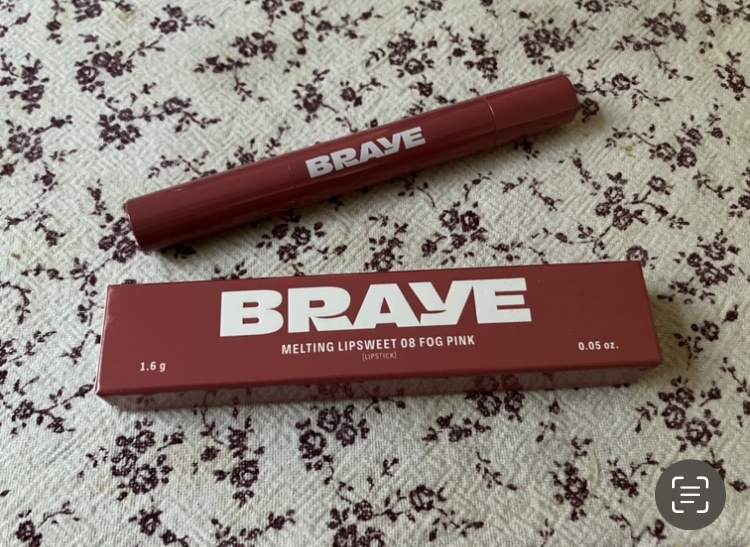 BRAYE
BRAYE
MELTING LIPSWEET 08 FOG PINK
[LIPSTICK]
1.6 g
0.05 oz.